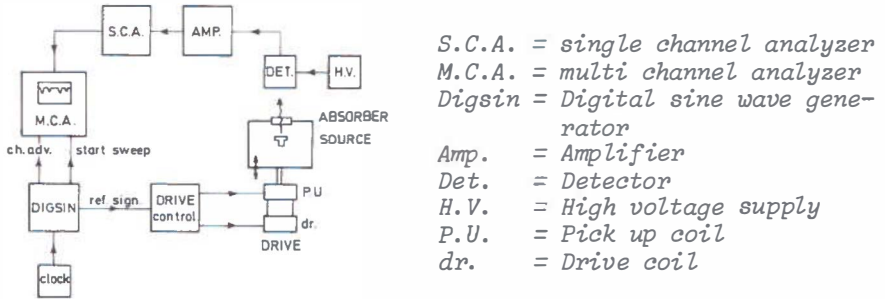 S.C.A.
AMP.
DET.
H.V.
M.C.A.
ABSORBER
SOURCE
ch.adv.
start sweep
DIGSIN
ref. sign.
DRIVE
control
P U
dr.
DRIVE
clock
S.C.A. = single channel analyzer
M.C.A. = multi channel analyzer
Digsin = Digital sine wave gene-
rator
Amp. = Amplifier
Det. = Detector
H.V. = High voltage supply
P.U. = Pick up coil
dr. = Drive coil